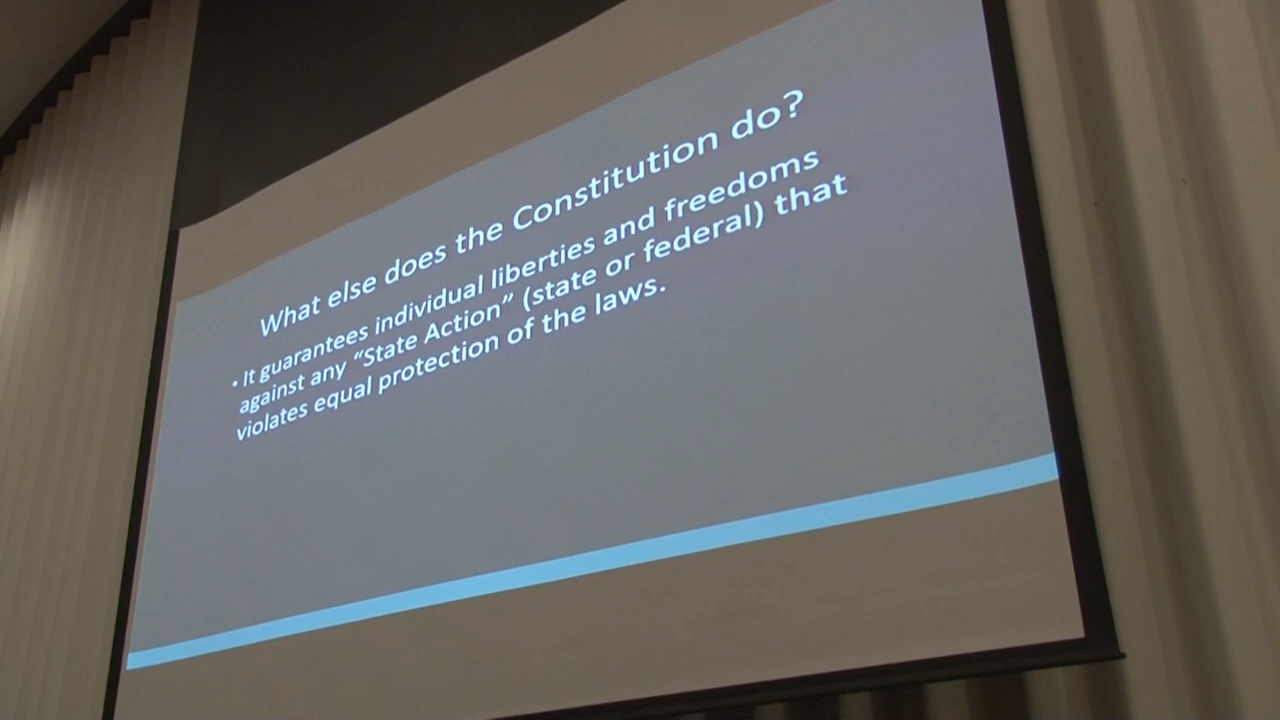 What else does the Constitution do?
• It guarantees individual liberties and freedoms
against any “State Action” (state or federal) that
violates equal protection of the laws.